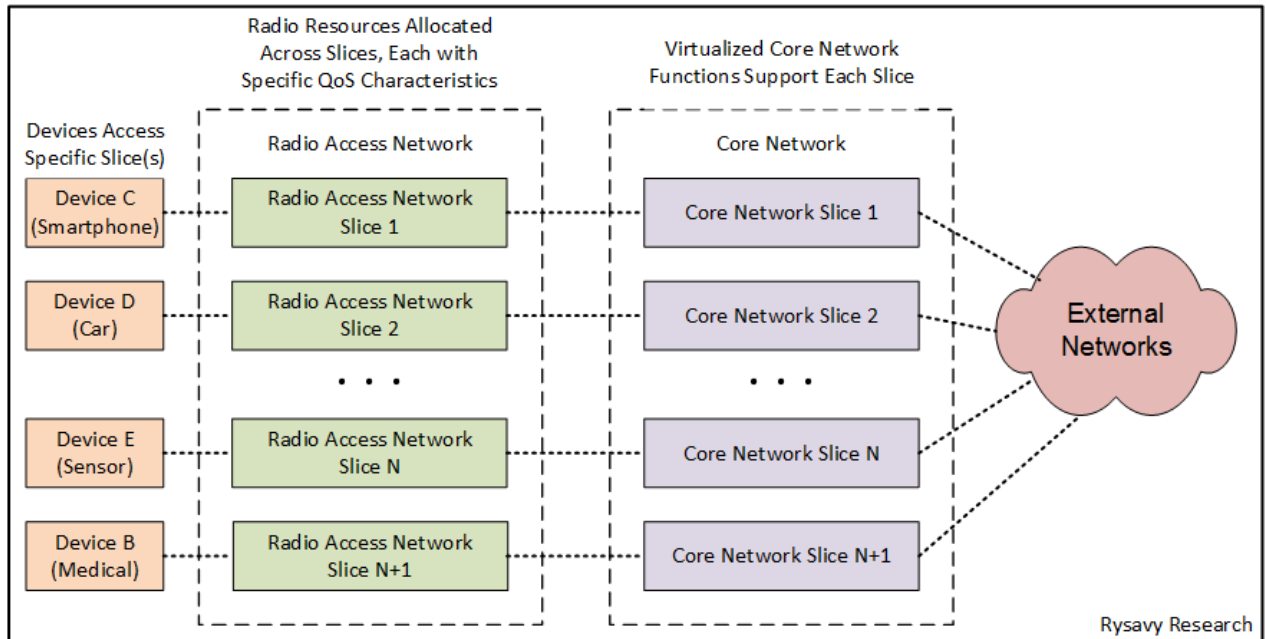 Radio Resources Allocated
Across Slices, Each with
Specific QoS Characteristics
Virtualized Core Network
Functions Support Each Slice
Devices Access
Specific Slice(s)
Radio Access Network
Core Network
Device C
(Smartphone)
Radio Access Network
Slice 1
Core Network Slice 1
Device D
(Car)
Radio Access Network
Slice 2
Core Network Slice 2
External
Networks
. . .
. . .
Device E
(Sensor)
Radio Access Network
Slice N
Core Network Slice N
Device B
(Medical)
Radio Access Network
Slice N+1
Core Network Slice N+1
Rysavy Research